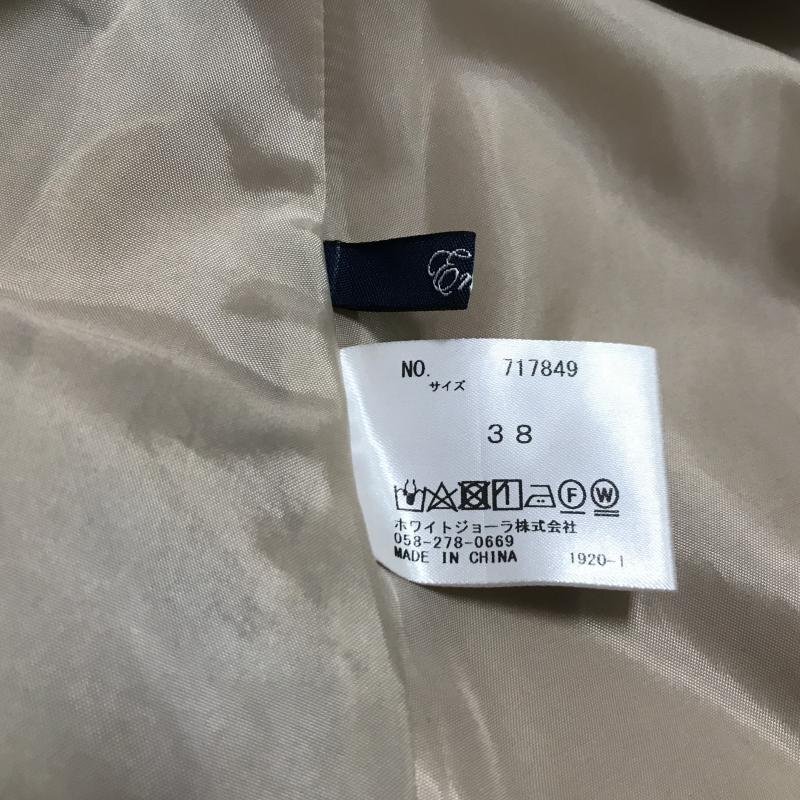 En
NO. 717849
サイズ
38
F W
ホワイトジョーラ株式会社
058-278-0669
MADE IN CHINA 1920-1